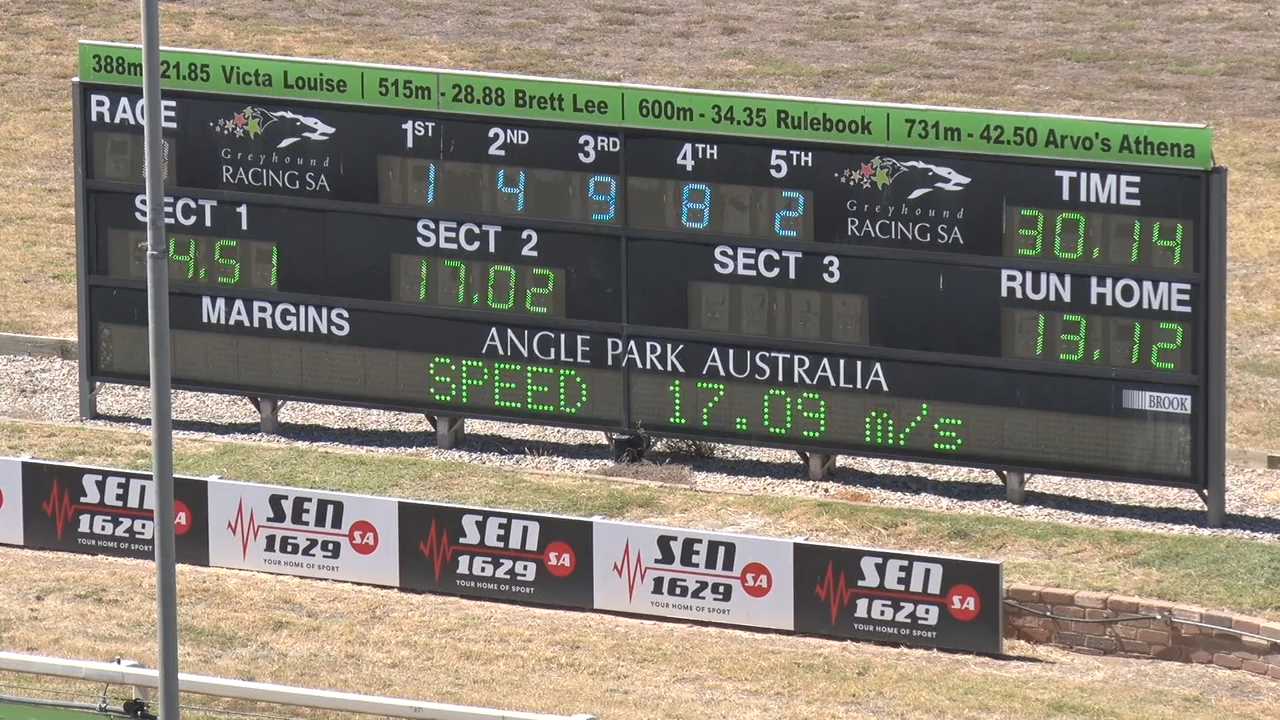 388m 21.85 Victa Louise | 515m - 28.88 Brett Lee | 600m - 34.35 Rulebook | 731m - 42.50 Arvo's Athena
RACE
Greyhound
RACING SA
1ST 2ND 3RD 4TH 5TH
1 4 9 8 2
Greyhound
RACING SA
TIME
30.14
SECT 1
4.51
SECT 2
17.02
SECT 3
RUN HOME
13.12
MARGINS
ANGLE PARK AUSTRALIA
SPEED 17.09 m/s
BROOK
SEN
1629 SA
YOUR HOME OF SPORT
SEN
1629 SA
YOUR HOME OF SPORT
SEN
1629 SA
YOUR HOME OF SPORT
SEN
1629 SA
YOUR HOME OF SPORT
SEN
1629 SA
YOUR HOME OF SPORT